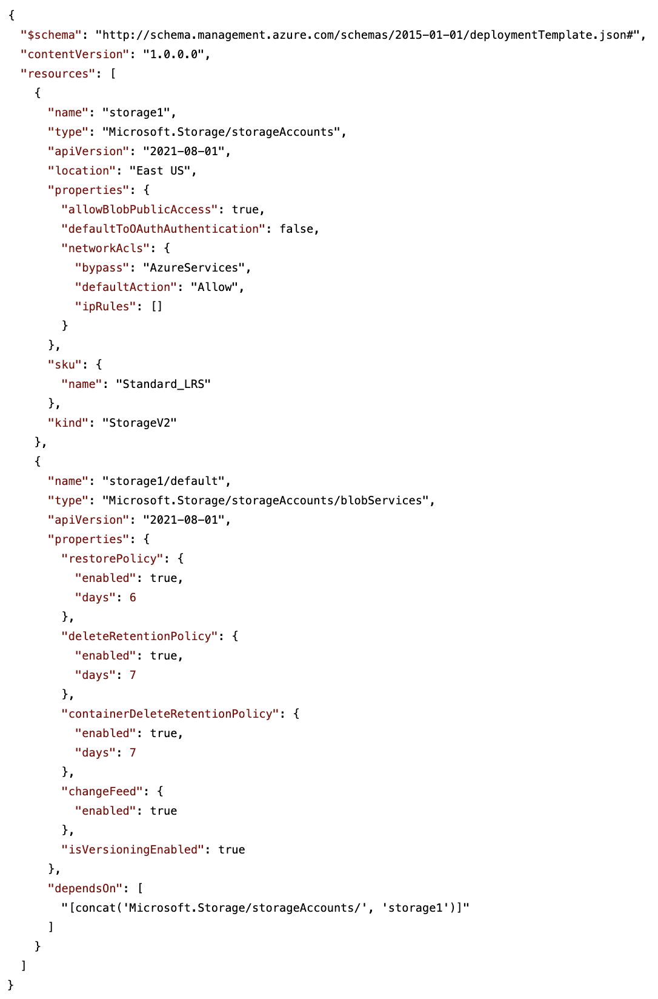 {
  "$schema": "http://schema.management.azure.com/schemas/2015-01-01/deploymentTemplate.json#",
  "contentVersion": "1.0.0.0",
  "resources": [
    {
      "name": "storage1",
      "type": "Microsoft.Storage/storageAccounts",
      "apiVersion": "2021-08-01",
      "location": "East US",
      "properties": {
        "allowBlobPublicAccess": true,
        "defaultToOAuthAuthentication": false,
        "networkAcls": {
          "bypass": "AzureServices",
          "defaultAction": "Allow",
          "ipRules": []
        }
      },
      "sku": {
        "name": "Standard_LRS"
      },
      "kind": "StorageV2"
    },
    {
      "name": "storage1/default",
      "type": "Microsoft.Storage/storageAccounts/blobServices",
      "apiVersion": "2021-08-01",
      "properties": {
        "restorePolicy": {
          "enabled": true,
          "days": 6
        },
        "deleteRetentionPolicy": {
          "enabled": true,
          "days": 7
        },
        "containerDeleteRetentionPolicy": {
          "enabled": true,
          "days": 7
        },
        "changeFeed": {
          "enabled": true
        },
        "isVersioningEnabled": true
      },
      "dependsOn": [
        "[concat('Microsoft.Storage/storageAccounts/', 'storage1')]"
      ]
    }
  ]
}